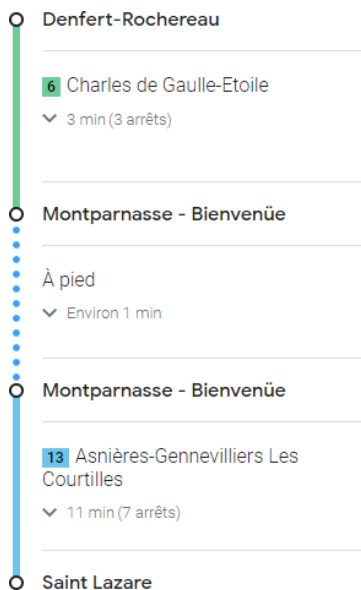 Denfert-Rochereau
6 Charles de Gaulle-Etoile
3 min (3 arrêts)
Montparnasse - Bienvenüe
À pied
Environ 1 min
Montparnasse - Bienvenüe
13 Asnières-Gennevilliers Les
Courtilles
11 min (7 arrêts)
Saint Lazare